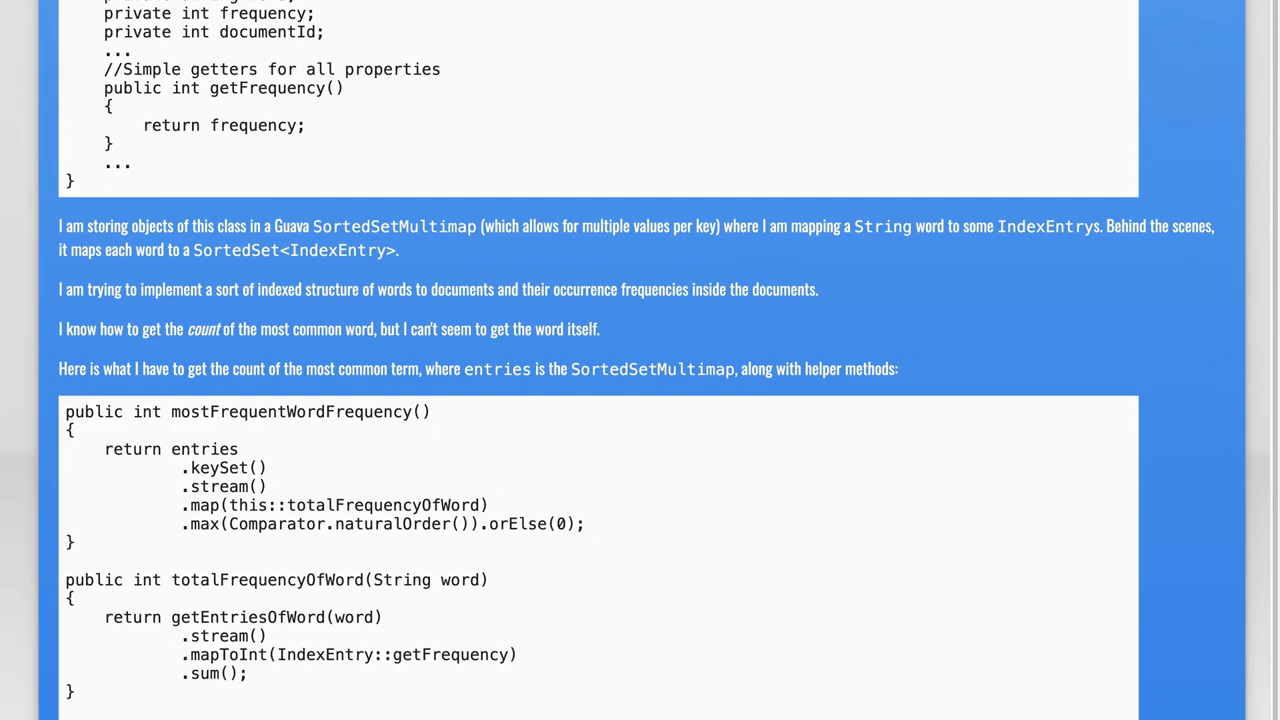 private int frequency;
private int documentId;
...
//Simple getters for all properties
public int getFrequency()
{
return frequency;
}
...
}
I am storing objects of this class in a Guava SortedSetMultimap (which allows for multiple values per key) where I am mapping a String word to some IndexEntrys. Behind the scenes,
it maps each word to a SortedSet<IndexEntry>.
I am trying to implement a sort of indexed structure of words to documents and their occurrence frequencies inside the documents.
I know how to get the count of the most common word, but I can't seem to get the word itself.
Here is what I have to get the count of the most common term, where entries is the SortedSetMultimap, along with helper methods:
public int mostFrequentWordFrequency()
{
return entries
.keySet()
.stream()
.map(this::totalFrequencyOfWord)
.max(Comparator.naturalOrder()).orElse(0);
}
public int totalFrequencyOfWord(String word)
{
return getEntriesOfWord(word)
.stream()
.mapToInt(IndexEntry::getFrequency)
.sum();
}